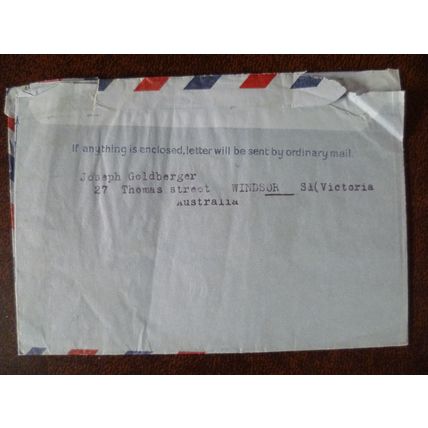 If anything is enclosed, letter will be sent by ordinary mail.
Joseph Goldberger
27 Thomas street WINDSOR S1(Victoria
Australia